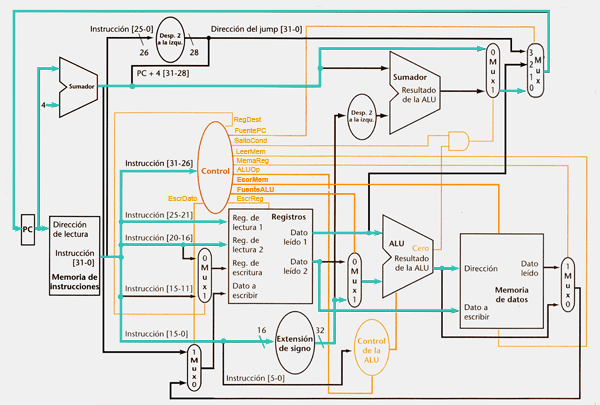 Instrucción [25-0]
Desp. 2
a la izqu.
Dirección del jump [31-0]
26
28
PC + 4 [31-28]
Sumador
4
0
M
u
x
1
3
2
1
0
M
u
x
Sumador
Resultado
de la ALU
Desp. 2
a la izqu.
RegDest
FuentePC
SaltoCond
LeerMem
MemaReg
ALUOp
EscrMem
FuenteALU
EscrReg
EscrDato
Instrucción [31-26]
Control
PC
Dirección
de lectura
Instrucción
[31-0]
Memoria de
instrucciones
Instrucción [25-21]
Instrucción [20-16]
Instrucción [15-11]
Instrucción [15-0]
0
M
u
x
1
Registros
Reg. de
lectura 1
Reg. de
lectura 2
Reg. de
escritura
Dato a
escribir
Dato
leído 1
Dato
leído 2
0
M
u
x
1
ALU
Cero
Resultado
de la ALU
Dirección
Dato
leído
Memoria
de datos
Dato a
escribir
1
M
u
x
0
16
Extensión
de signo
32
Control
de la
ALU
1
M
u
x
0
Instrucción [5-0]